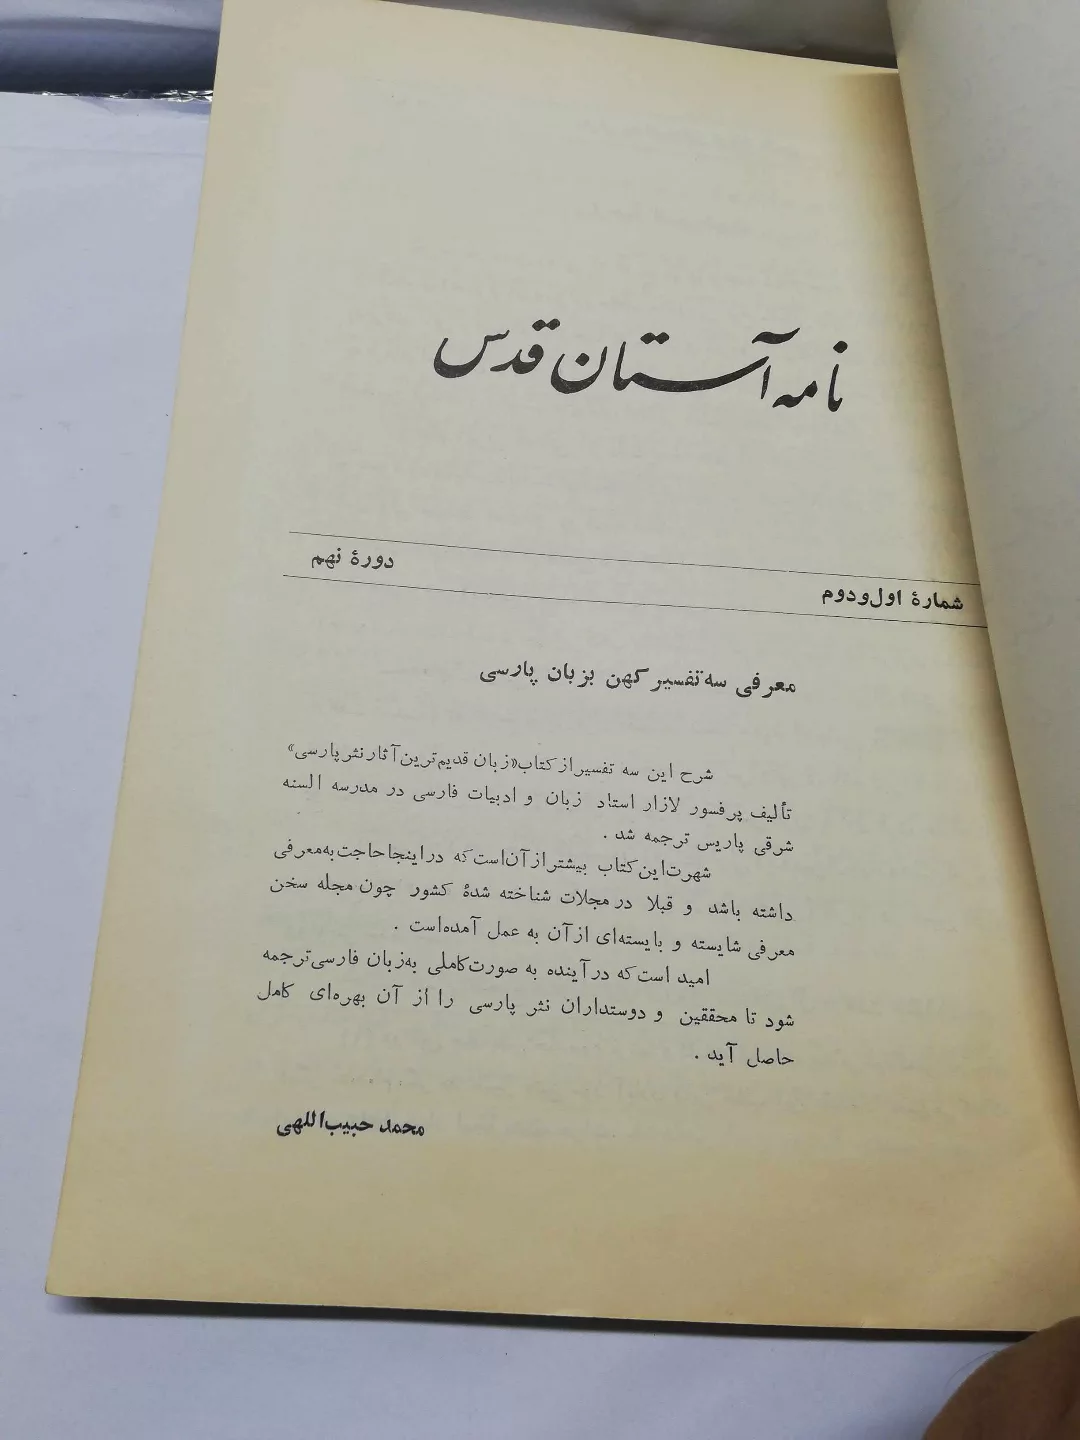 نامه آستان قدس
شمارهٔ اول و دوم
دورهٔ نهم
معرفی سه تفسیر کهن بزبان پارسی
شرح این سه تفسیر از کتاب «زبان قدیم‌ترین آثار نثر پارسی»
تألیف پرفسور لازار استاد زبان و ادبیات فارسی در مدرسه السنه
شرقی پاریس ترجمه شد .
شهرت این کتاب بیشتر از آن است که در اینجا حاجت به معرفی
داشته باشد و قبلا در مجلات شناخته شدهٔ کشور چون مجله سخن
معرفی شایسته و بایسته‌ای از آن به عمل آمده است .
امید است که در آینده به صورت کاملی به زبان فارسی ترجمه
شود تا محققین و دوستداران نثر پارسی را از آن بهره‌ای کامل
حاصل آید .
محمد حبیب‌اللهی